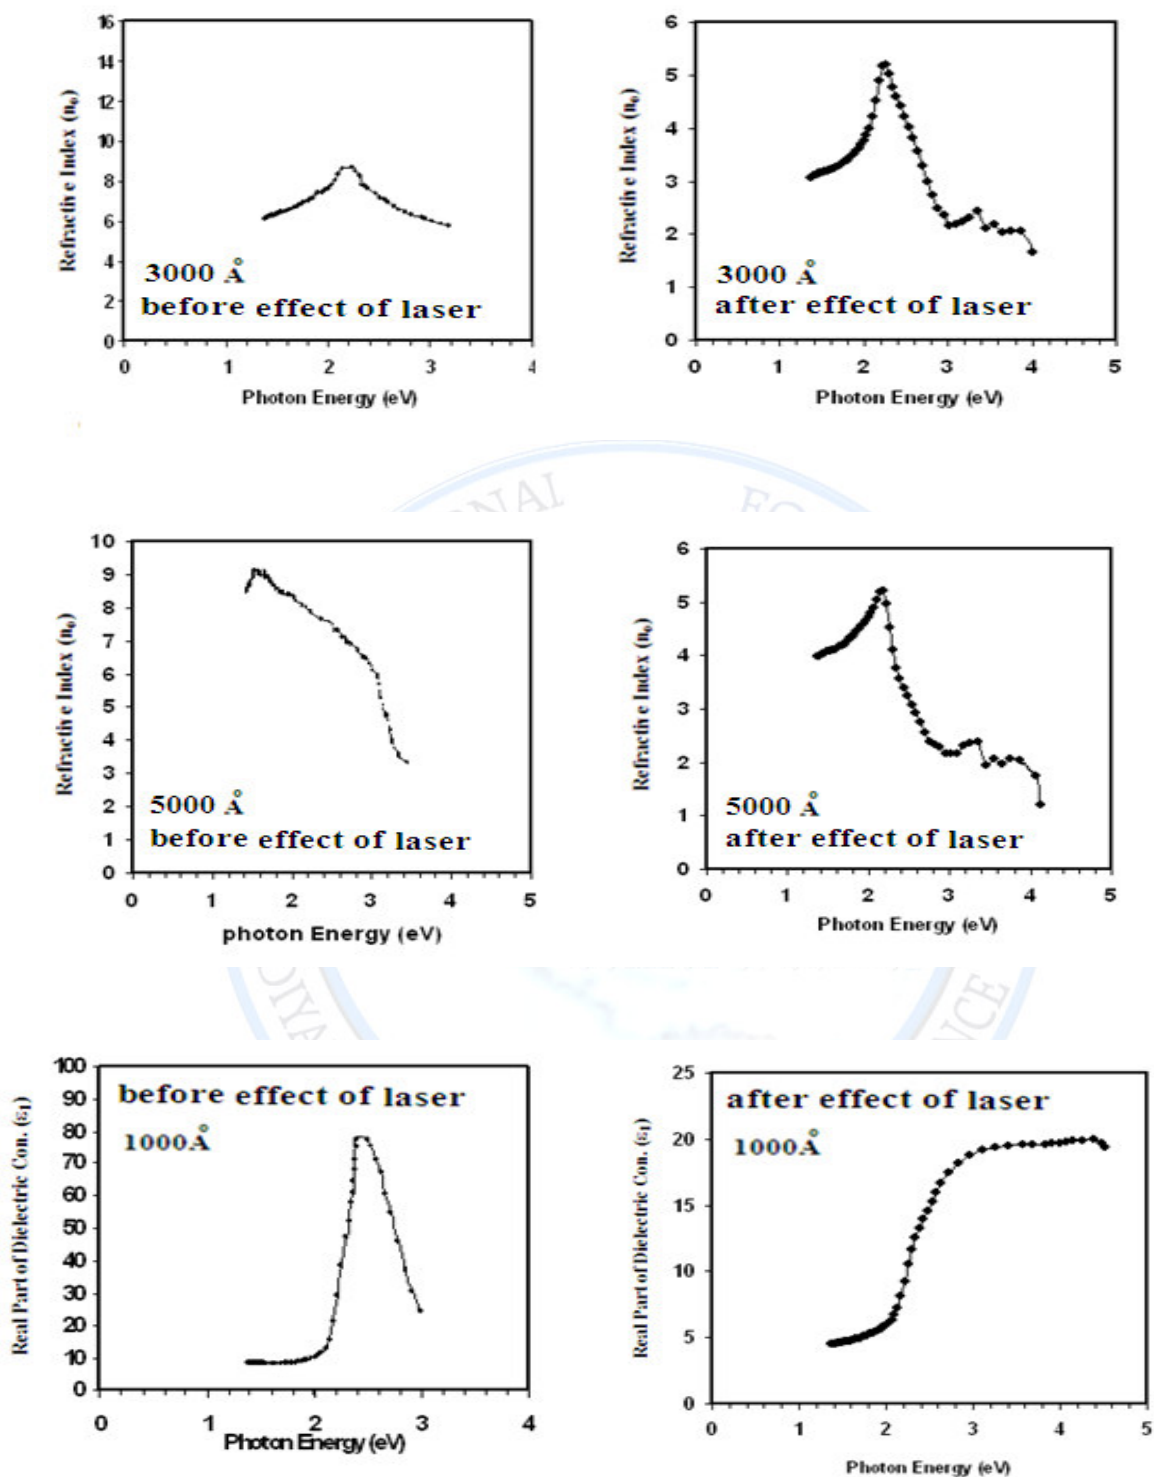 16
14
12
10
8
6
4
2
0
Refractive Index (nₒ)
3000 Å
before effect of laser
0 1 2 3 4
Photon Energy (eV)
6
5
4
3
2
1
0
Refractive Index (nₒ)
3000 Å
after effect of laser
0 1 2 3 4 5
Photon Energy (eV)
NAL
FO
10
9
8
7
6
5
4
3
2
1
0
Refractive Index (nₒ)
5000 Å
before effect of laser
0 1 2 3 4 5
photon Energy (eV)
6
5
4
3
2
1
0
Refractive Index (nₒ)
5000 Å
after effect of laser
0 1 2 3 4 5
Photon Energy (eV)
OIYA
NCE
100
90
80
70
60
50
40
30
20
10
0
Real Part of Dielectric Con. (ε₁)
before effect of laser
1000Å
0 1 2 3 4
Photon Energy (eV)
25
20
15
10
5
0
Real Part of Dielectric Con. (ε₁)
after effect of laser
1000Å
0 1 2 3 4 5
Photon Energy (eV)